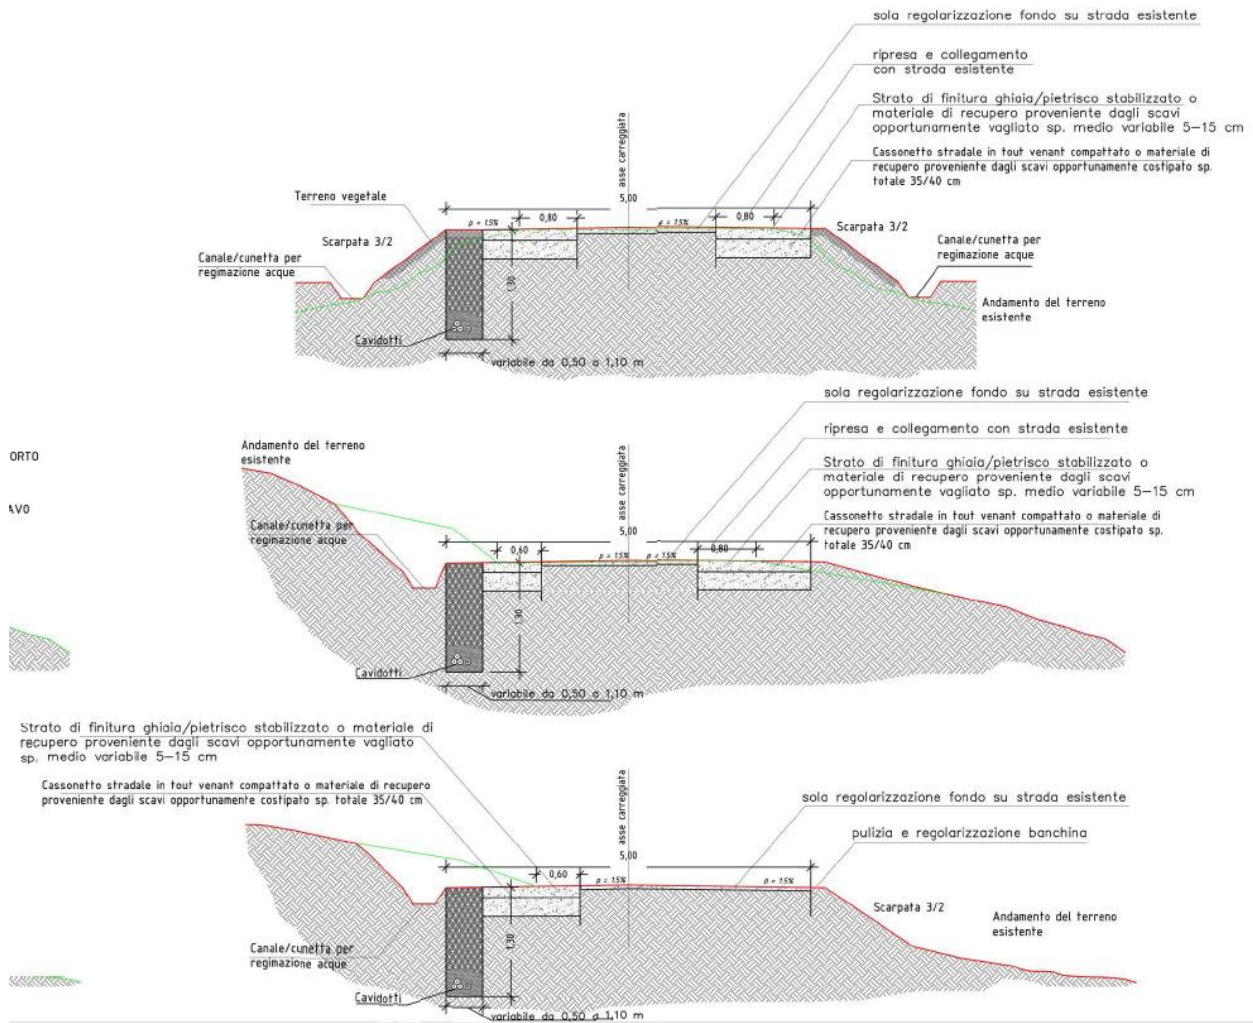 sola regolarizzazione fondo su strada esistente
ripresa e collegamento
con strada esistente
Strato di finitura ghiaia/pietrisco stabilizzato o
materiale di recupero proveniente dagli scavi
opportunamente vagliato sp. medio variabile 5–15 cm
Cassonetto stradale in tout venant compattato o materiale di
recupero proveniente dagli scavi opportunamente costipato sp.
totale 35/40 cm
asse carreggiata
5,00
Terreno vegetale
0,80
0,80
p = 1.5%
p = 1.5%
Scarpata 3/2
Scarpata 3/2
Canale/cunetta per
regimazione acque
Canale/cunetta per
regimazione acque
1,30
Andamento del terreno
esistente
Cavidotti
variabile da 0,50 a 1,10 m
sola regolarizzazione fondo su strada esistente
ripresa e collegamento con strada esistente
Andamento del terreno
esistente
ORTO
AVO
Strato di finitura ghiaia/pietrisco stabilizzato o
materiale di recupero proveniente dagli scavi
opportunamente vagliato sp. medio variabile 5–15 cm
Cassonetto stradale in tout venant compattato o materiale di
recupero proveniente dagli scavi opportunamente costipato sp.
totale 35/40 cm
asse carreggiata
Canale/cunetta per
regimazione acque
5,00
0,60
p = 1.5%
p = 1.5%
0,80
1,30
Cavidotti
variabile da 0,50 a 1,10 m
Strato di finitura ghiaia/pietrisco stabilizzato o materiale di
recupero proveniente dagli scavi opportunamente vagliato
sp. medio variabile 5–15 cm
Cassonetto stradale in tout venant compattato o materiale di recupero
proveniente dagli scavi opportunamente costipato sp. totale 35/40 cm
asse carreggiata
sola regolarizzazione fondo su strada esistente
pulizia e regolarizzazione banchina
5,00
0,60
p = 1.5%
p = 1.5%
Scarpata 3/2
Andamento del terreno
esistente
1,30
Canale/cunetta per
regimazione acque
Cavidotti
variabile da 0,50 a 1,10 m